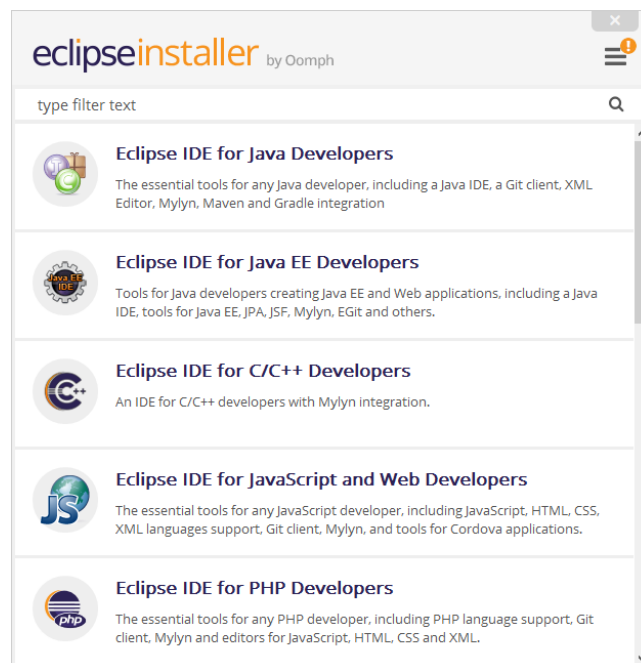 eclipseinstaller by Oomph
type filter text
Eclipse IDE for Java Developers
The essential tools for any Java developer, including a Java IDE, a Git client, XML
Editor, Mylyn, Maven and Gradle integration
Java EE
IDE
Eclipse IDE for Java EE Developers
Tools for Java developers creating Java EE and Web applications, including a Java
IDE, tools for Java EE, JPA, JSF, Mylyn, EGit and others.
C++
Eclipse IDE for C/C++ Developers
An IDE for C/C++ developers with Mylyn integration.
JS
Eclipse IDE for JavaScript and Web Developers
The essential tools for any JavaScript developer, including JavaScript, HTML, CSS,
XML languages support, Git client, Mylyn, and tools for Cordova applications.
php
Eclipse IDE for PHP Developers
The essential tools for any PHP developer, including PHP language support, Git
client, Mylyn and editors for JavaScript, HTML, CSS and XML.